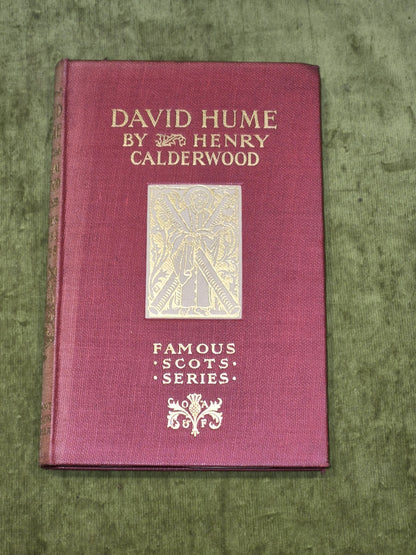 DAVID HUME
BY HENRY
CALDERWOOD
FAMOUS
· SCOTS ·
SERIES ·
O A
& F